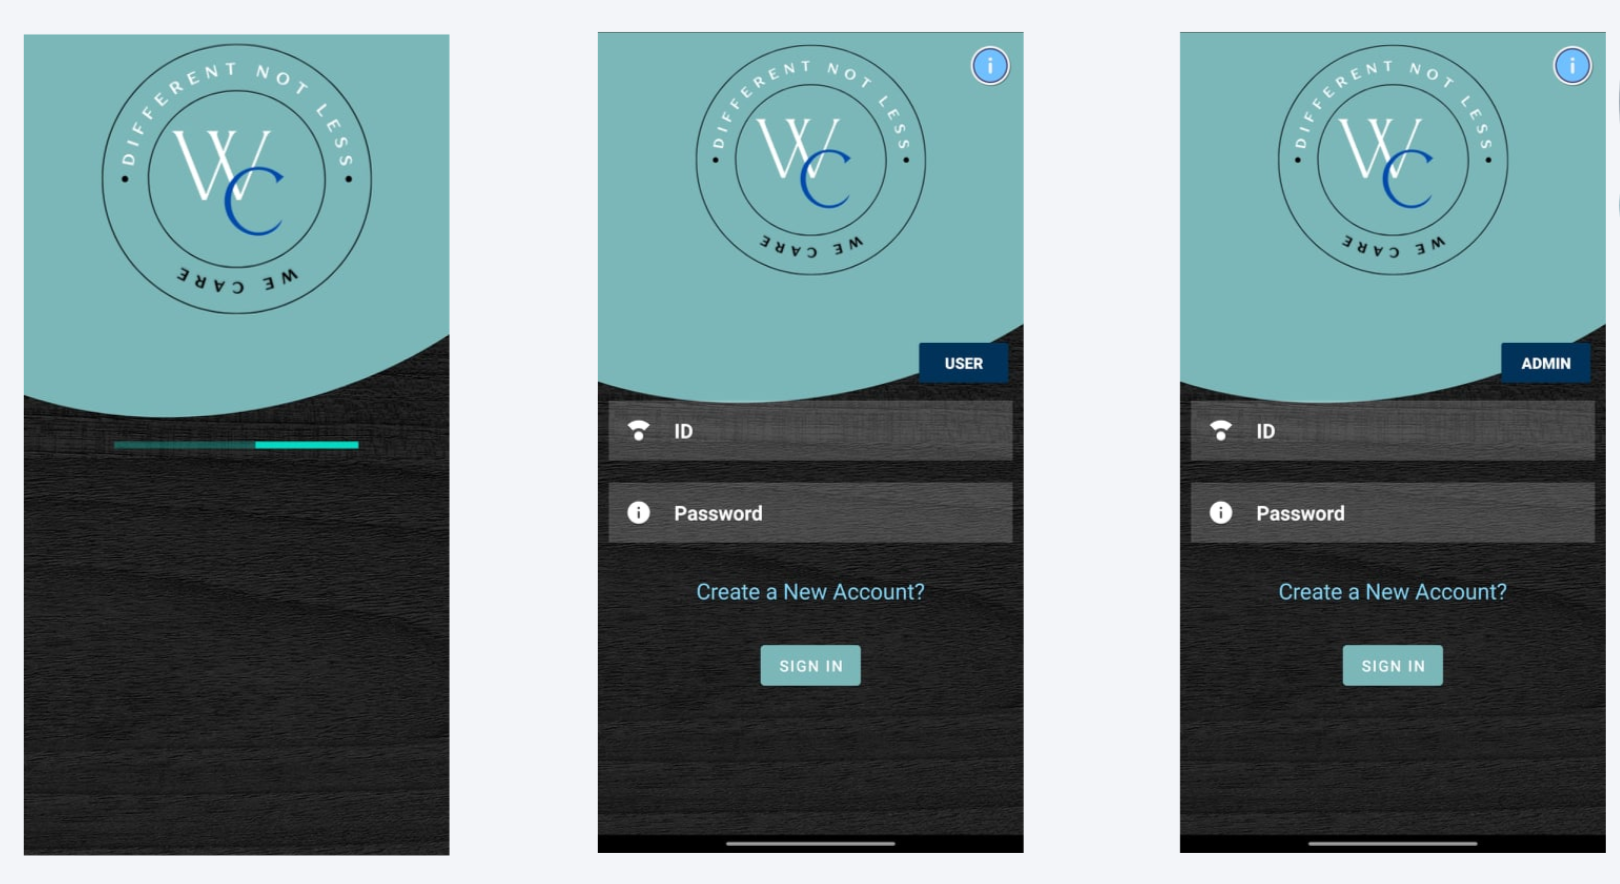 DIFFERENT NOT LESS
WC
WE CARE
DIFFERENT NOT LESS
WC
WE CARE
USER
ID
Password
Create a New Account?
SIGN IN
DIFFERENT NOT LESS
WC
WE CARE
ADMIN
ID
Password
Create a New Account?
SIGN IN